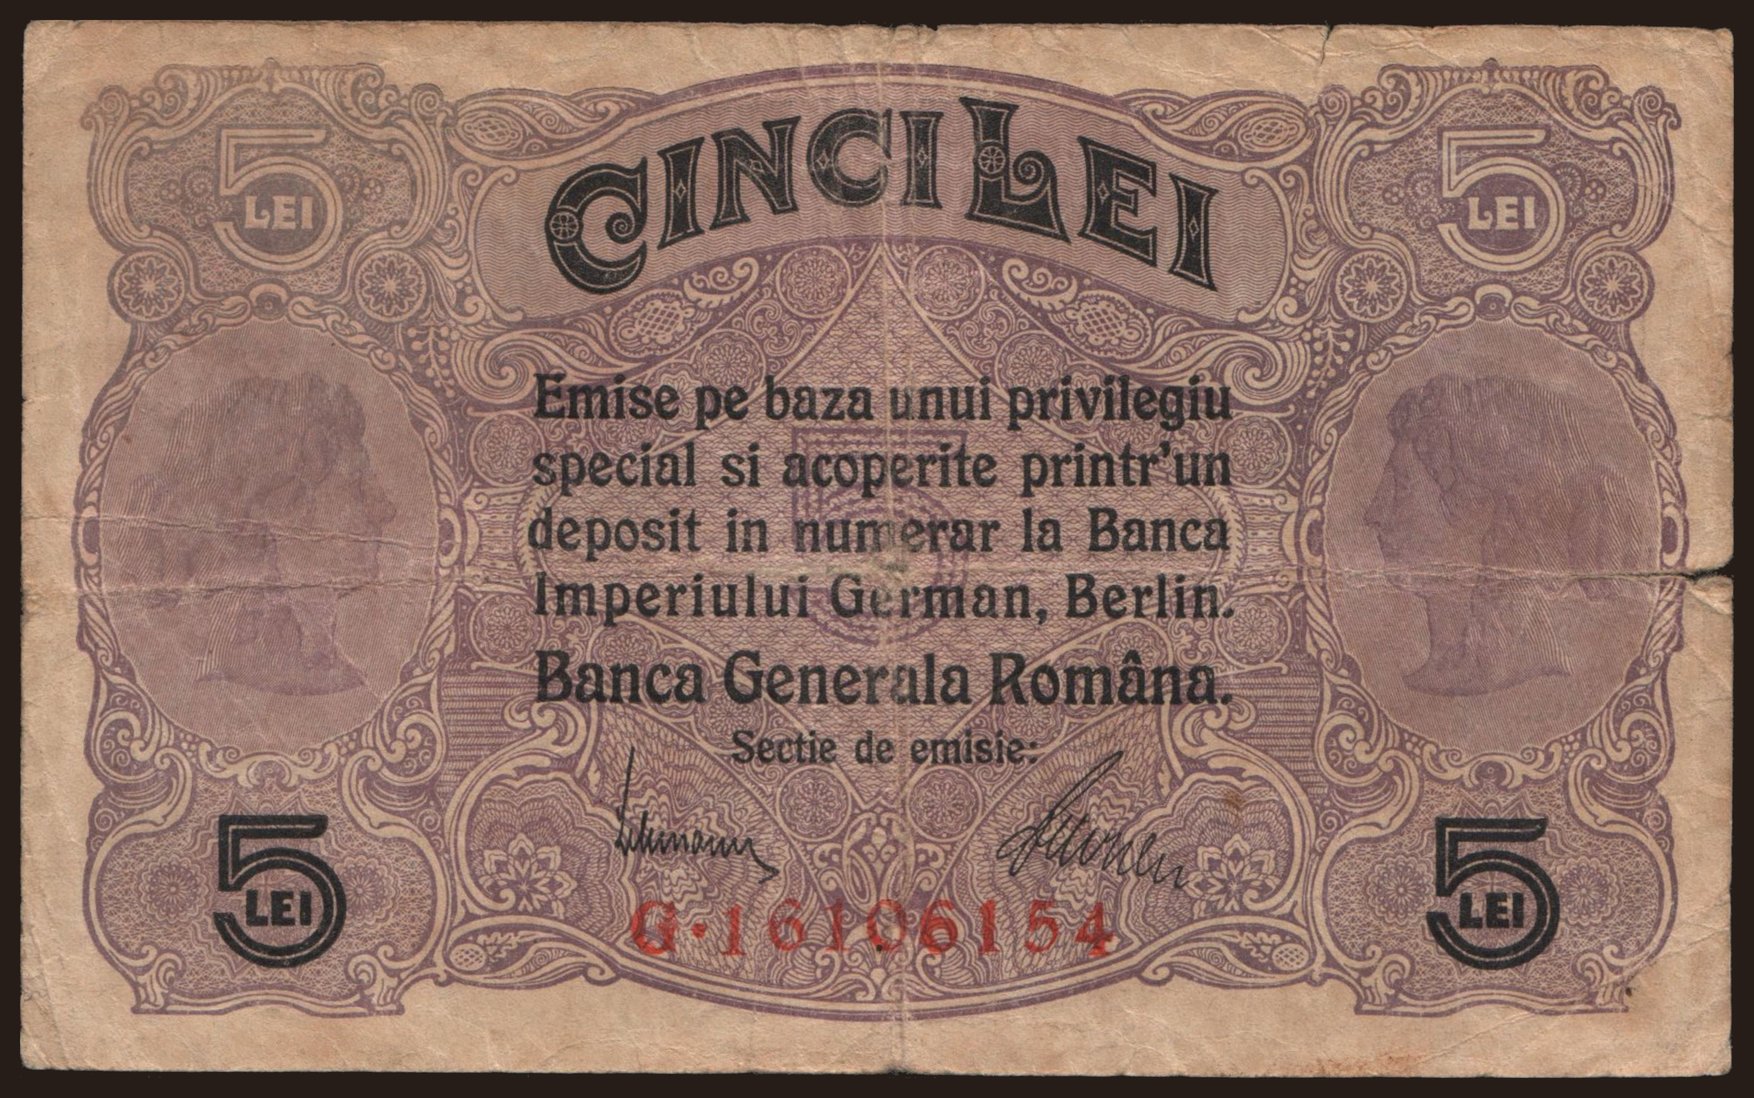 5 LEI
CINCI LEI
5 LEI
Emise pe baza unui privilegiu
special si acoperite printr'un
deposit in numerar la Banca
Imperiului German, Berlin.
Banca Generala Română.
Sectie de emisie:
5 LEI
G·16106154
5 LEI